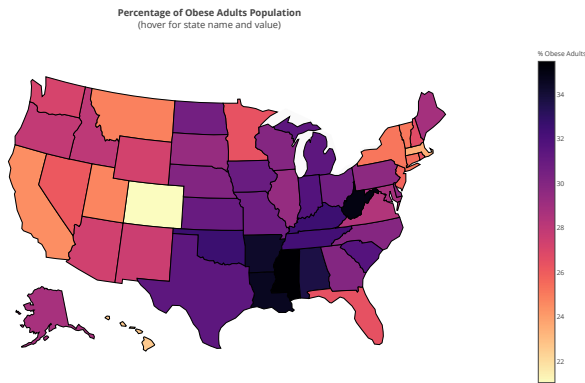 Percentage of Obese Adults Population
(hover for state name and value)
% Obese Adults
34
32
30
28
26
24
22